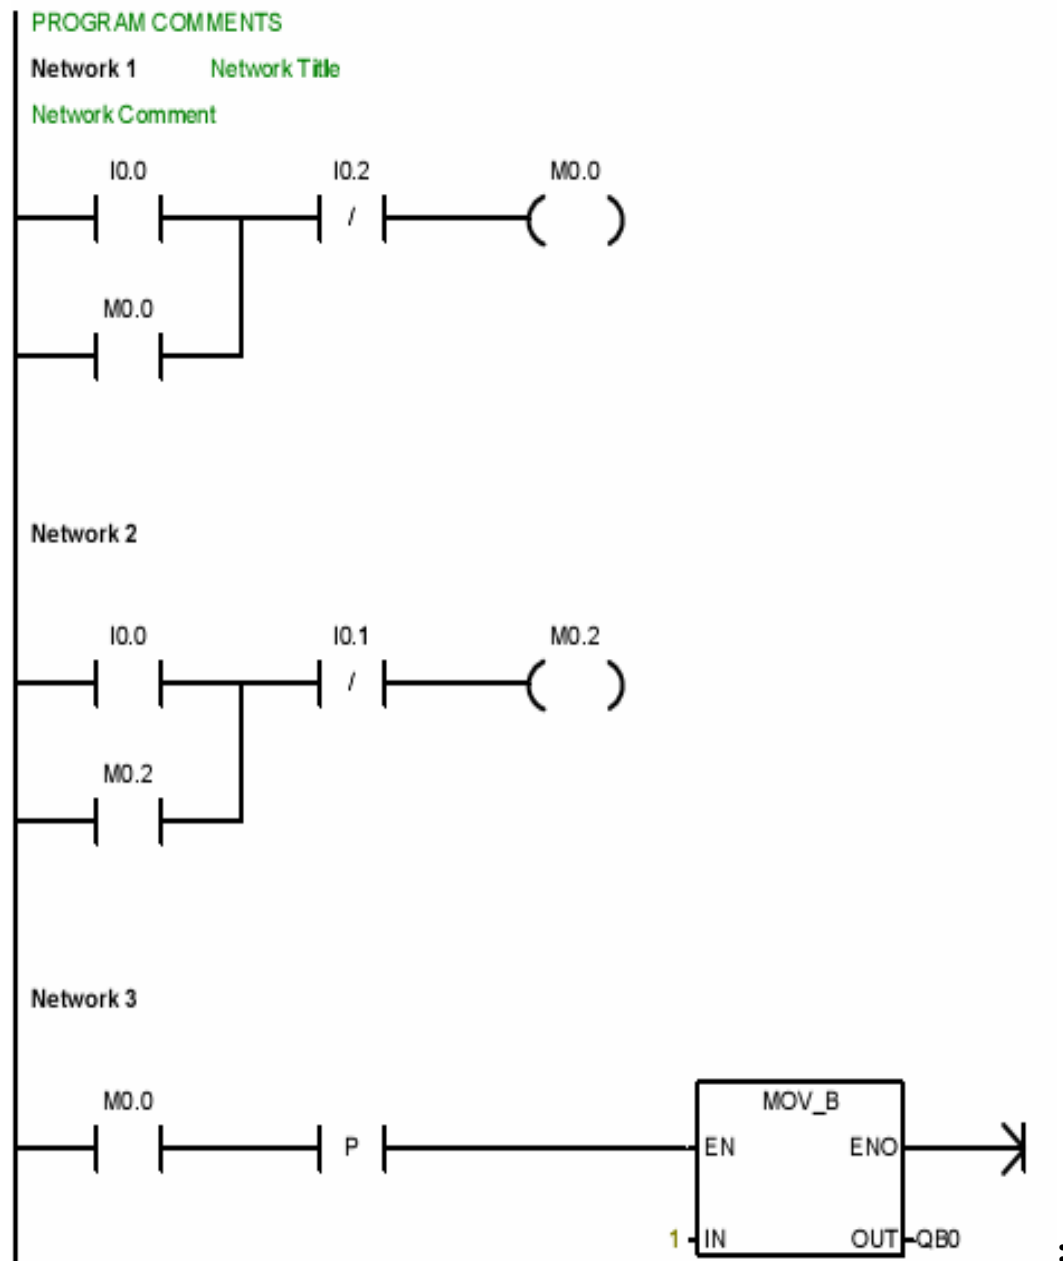 PROGRAM COMMENTS
Network 1 Network Title
Network Comment
I0.0 I0.2 M0.0
/
M0.0
Network 2
I0.0 I0.1 M0.2
/
M0.2
Network 3
M0.0 MOV_B
P EN ENO
1 IN OUT QB0